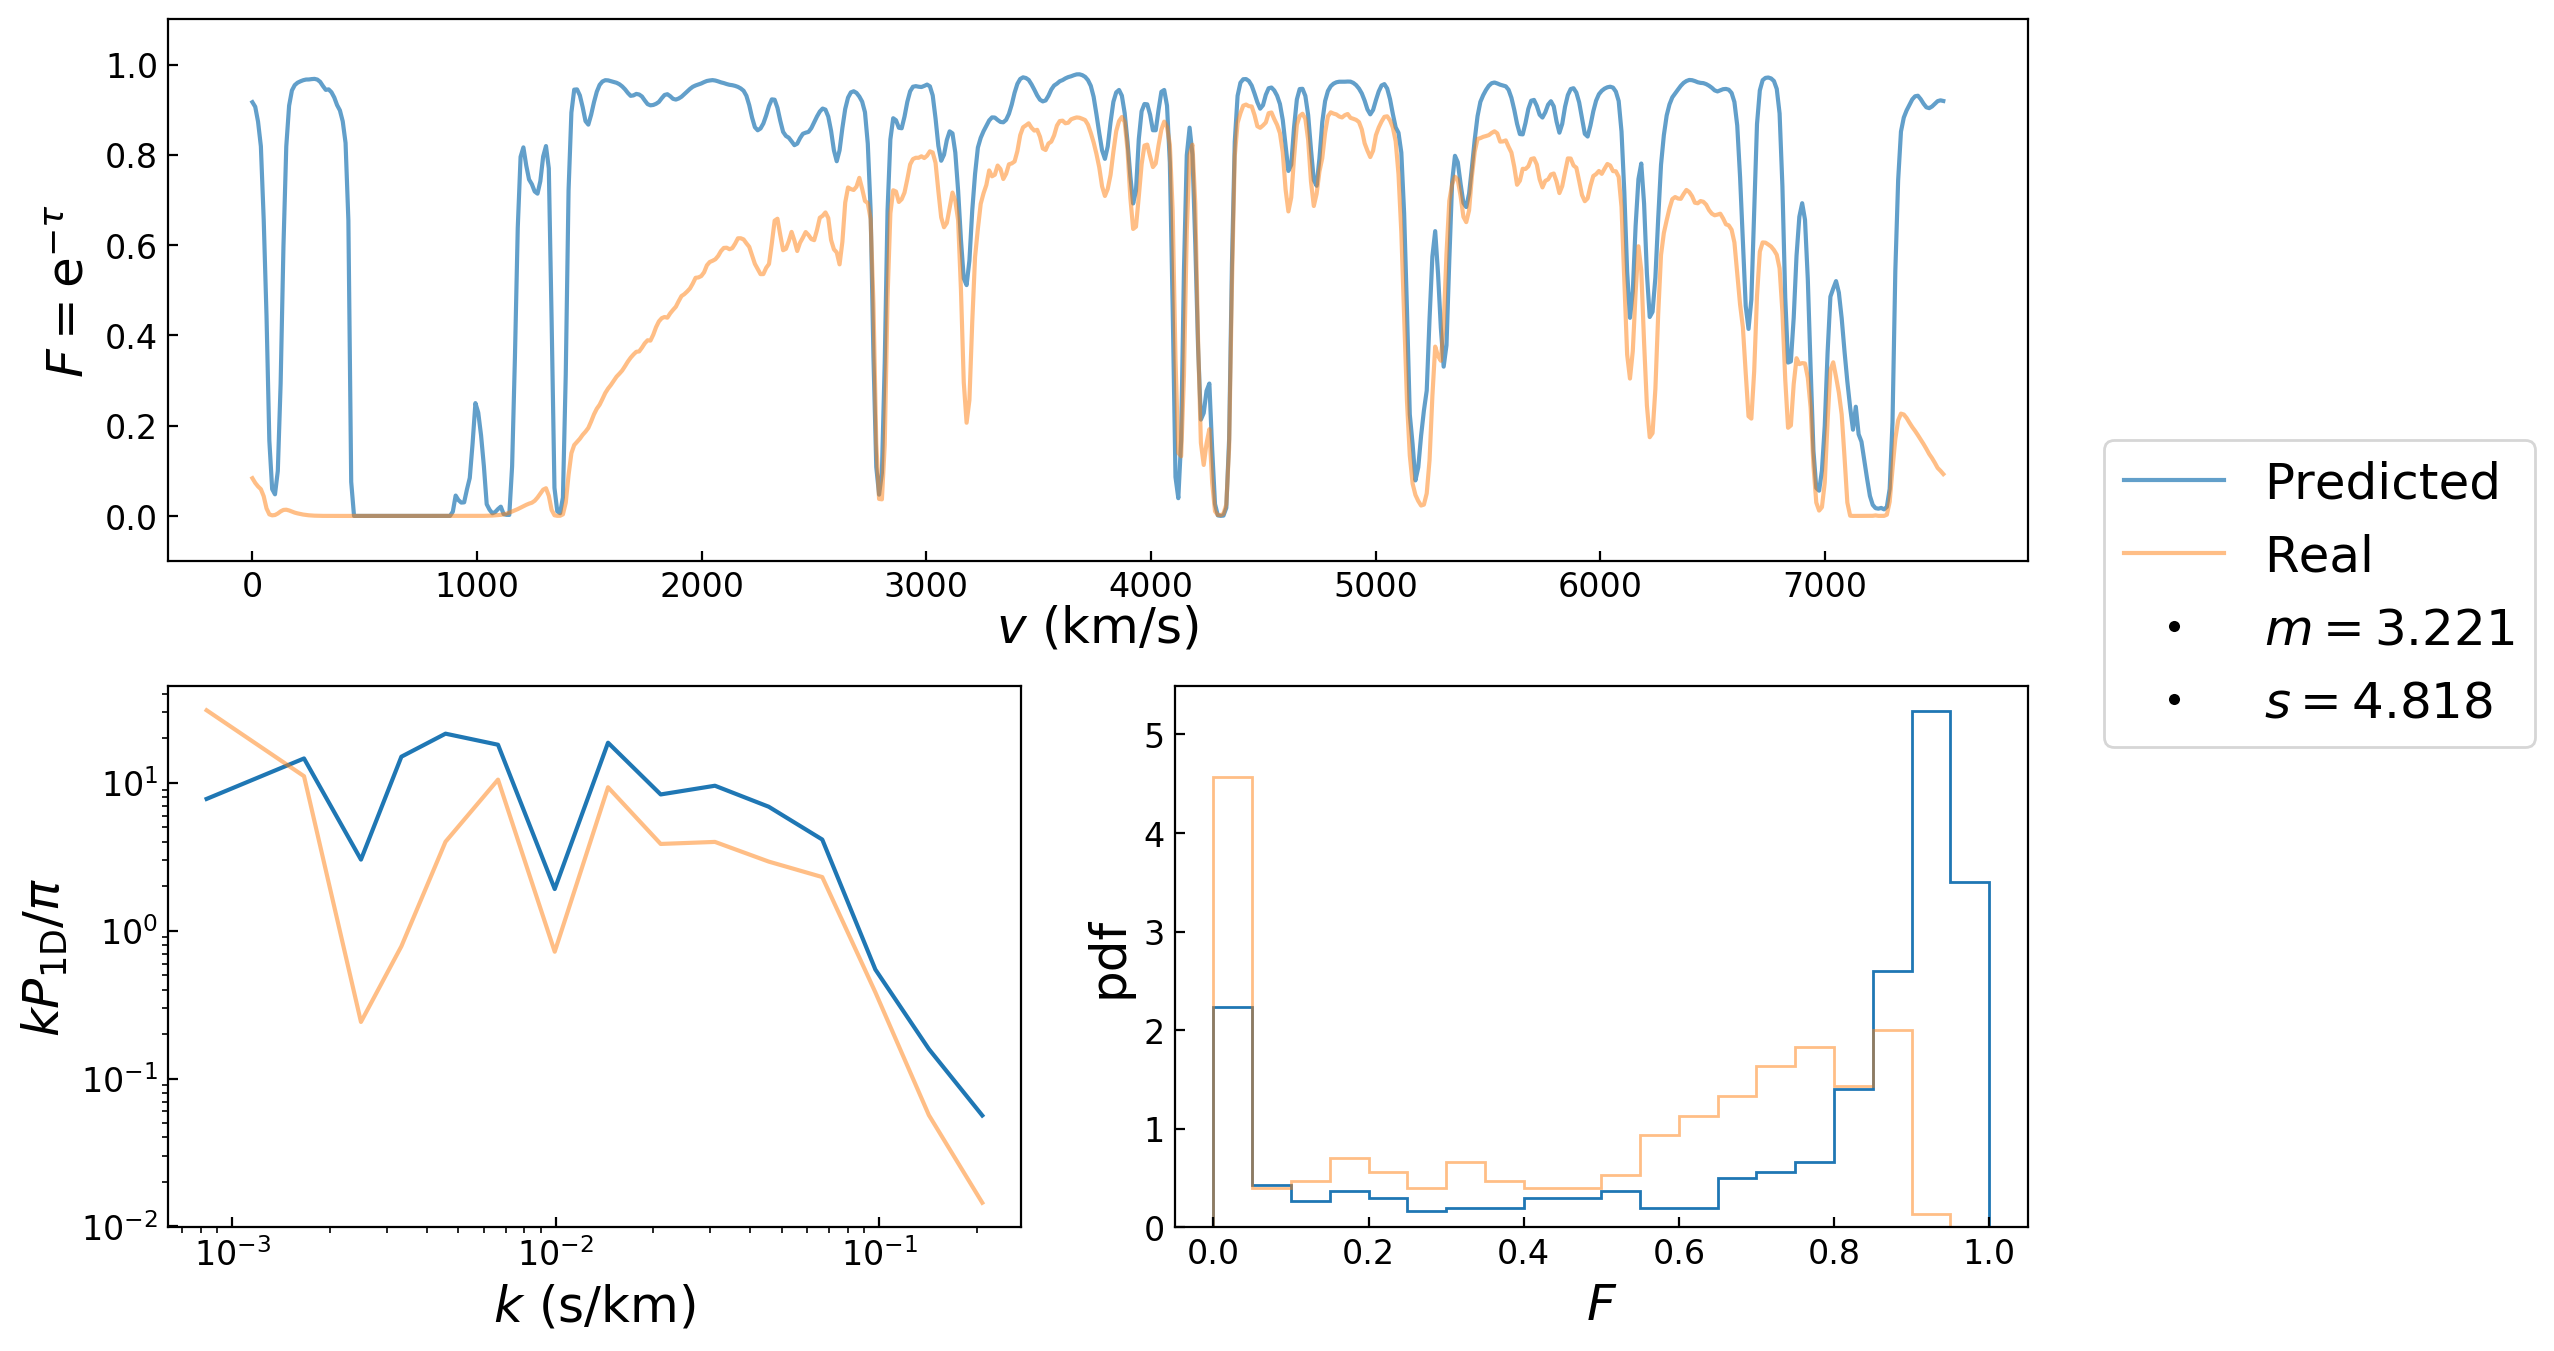 1.0
0.8
0.6
0.4
0.2
0.0
F = e^{−τ}
0 1000 2000 3000 4000 5000 6000 7000
v (km/s)
Predicted
Real
m = 3.221
s = 4.818
10^1
10^0
10^{−1}
10^{−2}
kP_{1D}/π
10^{−3} 10^{−2} 10^{−1}
k (s/km)
5
4
3
2
1
0
pdf
0.0 0.2 0.4 0.6 0.8 1.0
F